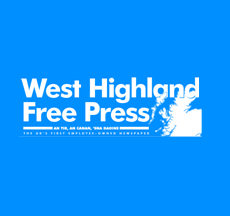 West Highland
Free Press
AN TIR, AN CANAN, 'SNA DAOINE
THE UK'S FIRST EMPLOYEE-OWNED NEWSPAPER